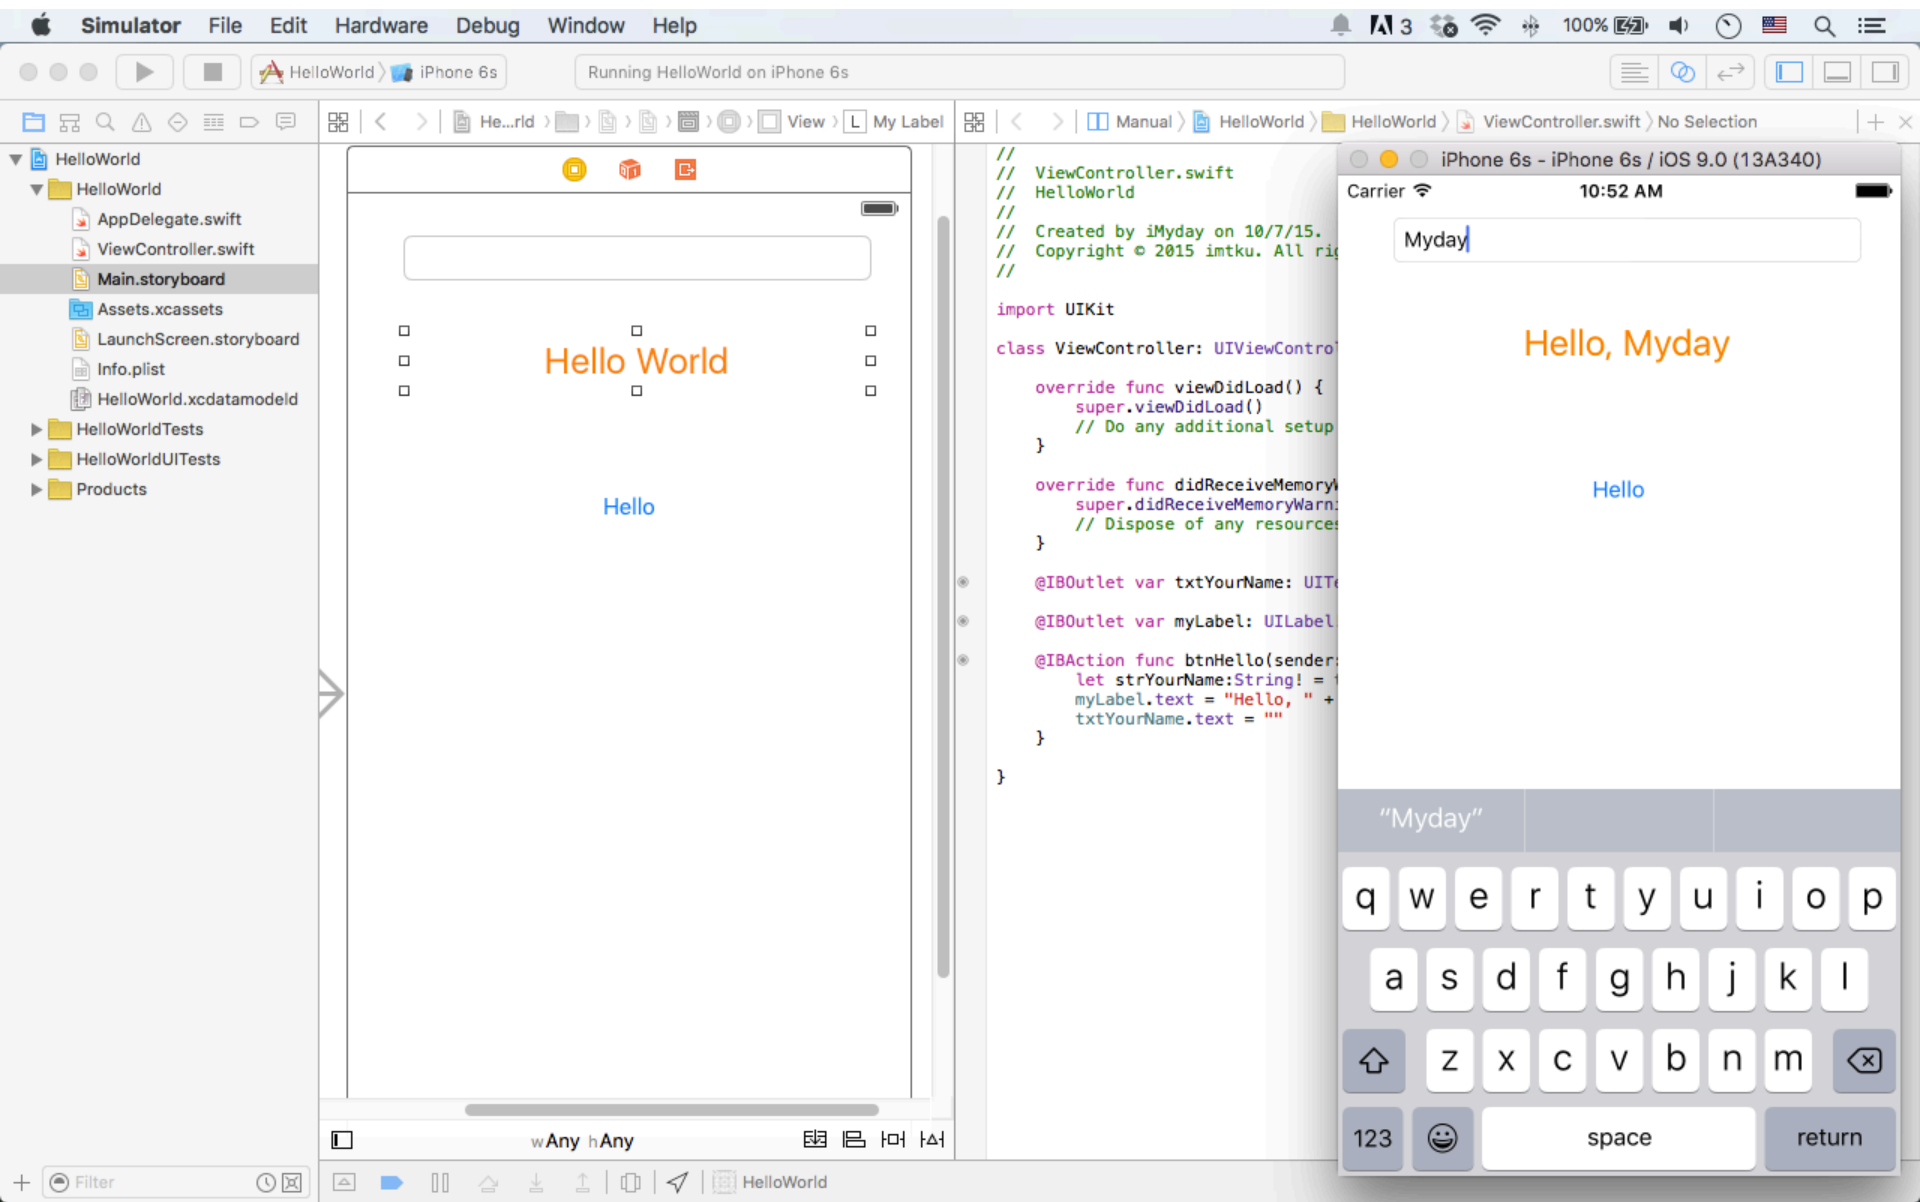 Simulator File Edit Hardware Debug Window Help 3 100%
HelloWorld iPhone 6s Running HelloWorld on iPhone 6s
He...rld View L My Label
Manual HelloWorld HelloWorld ViewController.swift No Selection
HelloWorld
HelloWorld
AppDelegate.swift
ViewController.swift
Main.storyboard
Assets.xcassets
LaunchScreen.storyboard
Info.plist
HelloWorld.xcdatamodeld
HelloWorldTests
HelloWorldUITests
Products
Filter
Hello World
Hello
wAny hAny
HelloWorld
//
// ViewController.swift
// HelloWorld
//
// Created by iMyday on 10/7/15.
// Copyright © 2015 imtku. All rig
//
import UIKit
class ViewController: UIViewControl
override func viewDidLoad() {
super.viewDidLoad()
// Do any additional setup
}
override func didReceiveMemoryW
super.didReceiveMemoryWarni
// Dispose of any resources
}
@IBOutlet var txtYourName: UITe
@IBOutlet var myLabel: UILabel
@IBAction func btnHello(sender:
let strYourName:String! = t
myLabel.text = "Hello, " +
txtYourName.text = ""
}
}
iPhone 6s - iPhone 6s / iOS 9.0 (13A340)
Carrier 10:52 AM
Myday
Hello, Myday
Hello
“Myday”
q w e r t y u i o p
a s d f g h j k l
z x c v b n m
123 space return